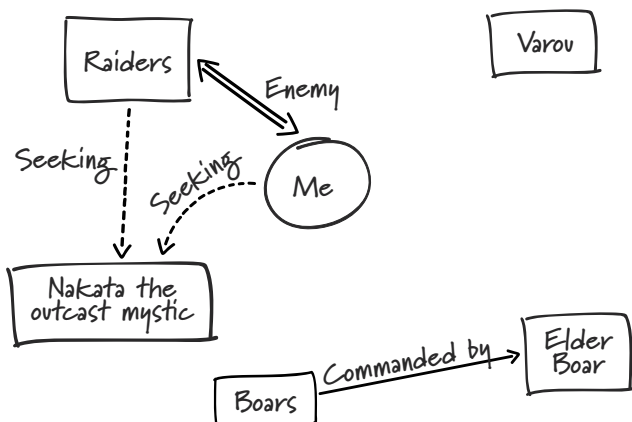 Raiders
Varou
Enemy
Seeking
Seeking
Me
Nakata the
outcast mystic
Elder
Boar
Commanded by
Boars